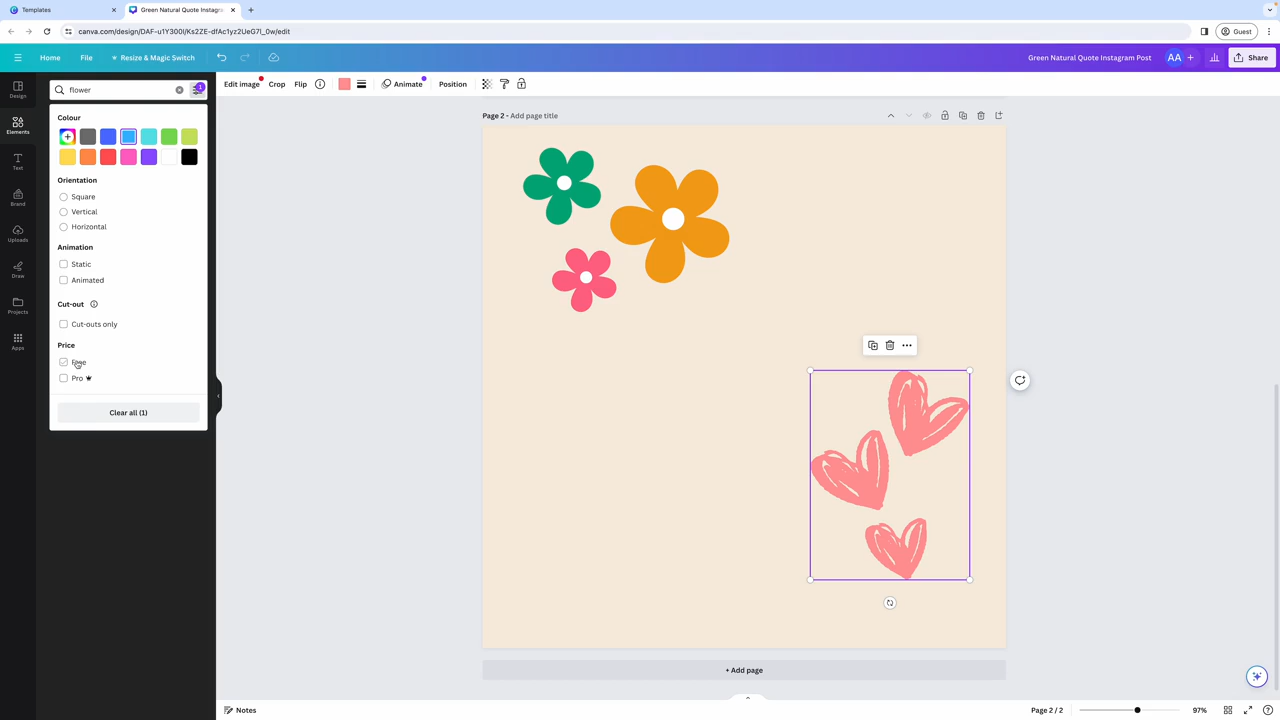 Templates
Green Natural Quote Instagra
canva.com/design/DAF-u1Y300I/Ks2ZE-dfAc1yz2UeG7I_0w/edit
Guest
Home
File
Resize & Magic Switch
Green Natural Quote Instagram Post
AA
Share
Design
Elements
Text
Brand
Uploads
Draw
Projects
Apps
flower
1
Edit image
Crop
Flip
Animate
Position
Colour
Orientation
Square
Vertical
Horizontal
Animation
Static
Animated
Cut-out
Cut-outs only
Price
Free
Pro
Clear all (1)
Page 2 - Add page title
+ Add page
Notes
Page 2 / 2
97%